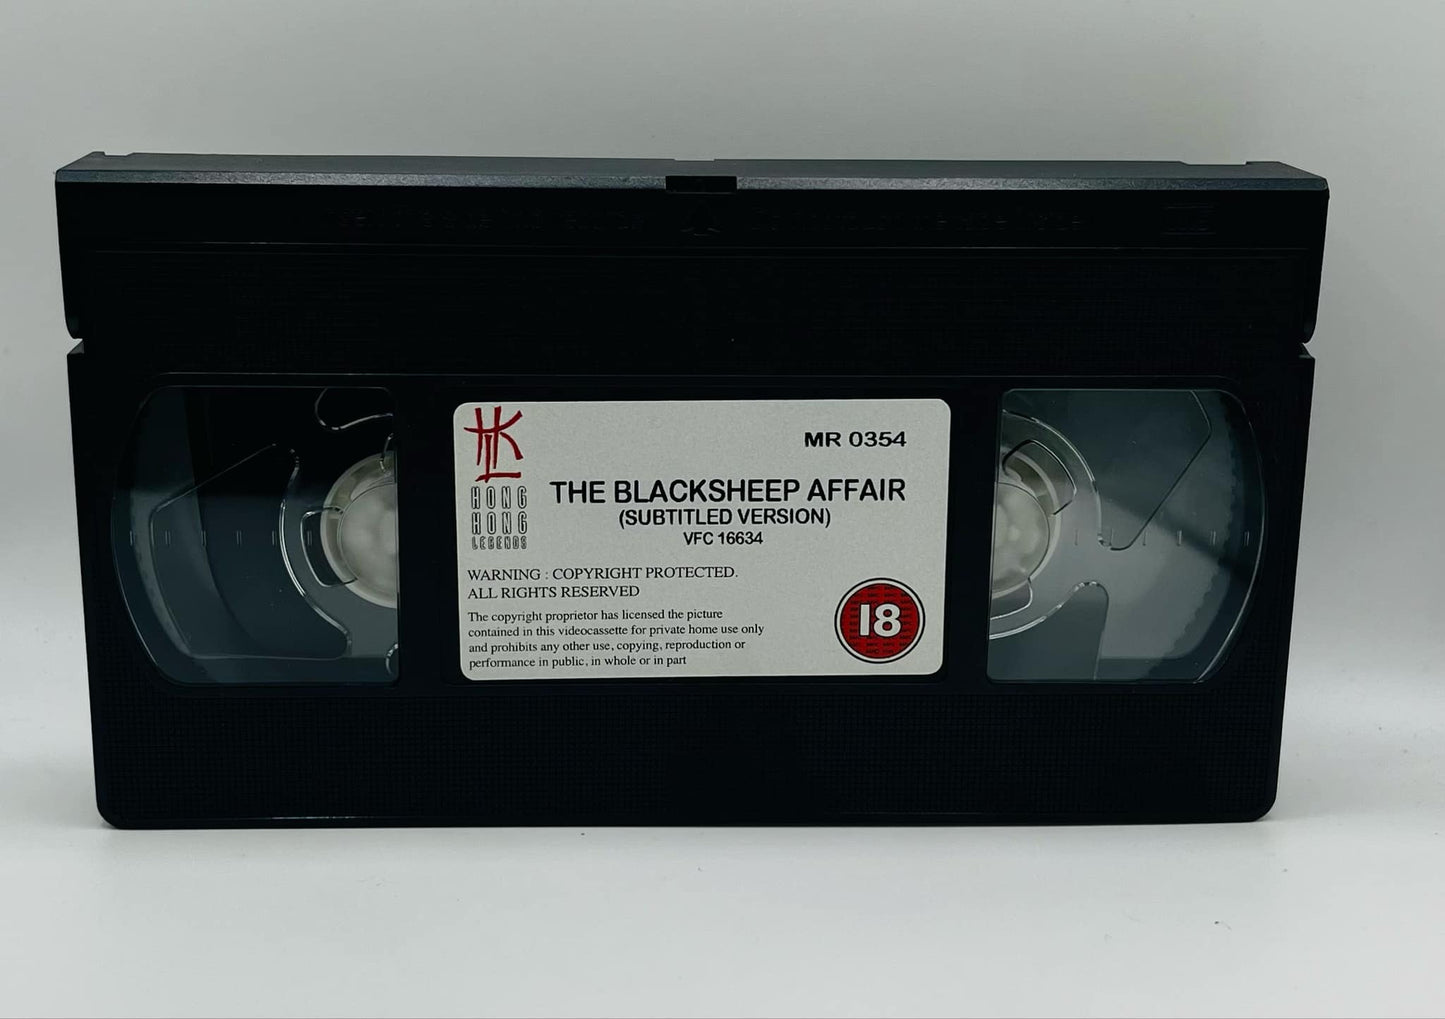 HKL
MR 0354
HONG
KONG
LEGENDS
THE BLACKSHEEP AFFAIR
(SUBTITLED VERSION)
VFC 16634
WARNING : COPYRIGHT PROTECTED.
ALL RIGHTS RESERVED
The copyright proprietor has licensed the picture
contained in this videocassette for private home use only
and prohibits any other use, copying, reproduction or
performance in public, in whole or in part
18